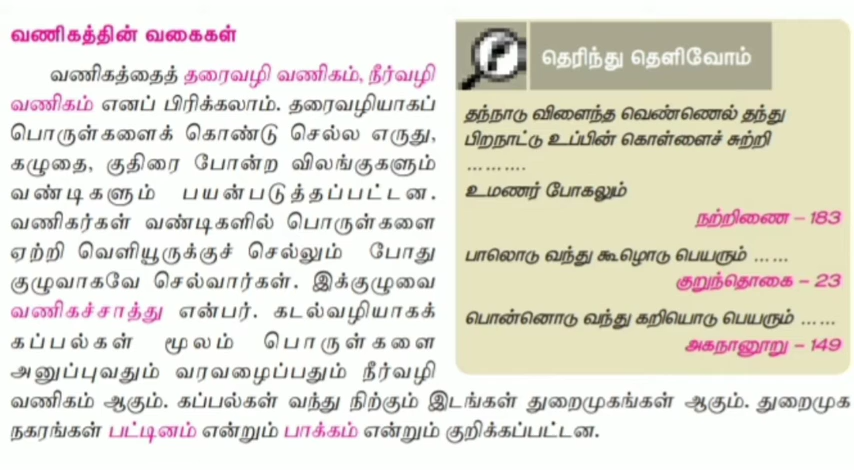 வணிகத்தின் வகைகள்
வணிகத்தைத் தரைவழி வணிகம், நீர்வழி
வணிகம் எனப் பிரிக்கலாம். தரைவழியாகப்
பொருள்களைக் கொண்டு செல்ல எருது,
கழுதை, குதிரை போன்ற விலங்குகளும்
வண்டிகளும் பயன்படுத்தப்பட்டன.
வணிகர்கள் வண்டிகளில் பொருள்களை
ஏற்றி வெளியூருக்குச் செல்லும் போது
குழுவாகவே செல்வார்கள். இக்குழுவை
வணிகச்சாத்து என்பர். கடல்வழியாகக்
கப்பல்கள் மூலம் பொருள்களை
அனுப்புவதும் வரவழைப்பதும் நீர்வழி
வணிகம் ஆகும். கப்பல்கள் வந்து நிற்கும் இடங்கள் துறைமுகங்கள் ஆகும். துறைமுக
நகரங்கள் பட்டினம் என்றும் பாக்கம் என்றும் குறிக்கப்பட்டன.
தெரிந்து தெளிவோம்
தந்நாடு விளைந்த வெண்ணெல் தந்து
பிறநாட்டு உப்பின் கொள்ளைச் சுற்றி
……….
உமணர் போகலும்
நற்றிணை – 183
பாலொடு வந்து கூழொடு பெயரும் ……
குறுந்தொகை – 23
பொன்னொடு வந்து கறியொடு பெயரும் ……
அகநானூறு – 149